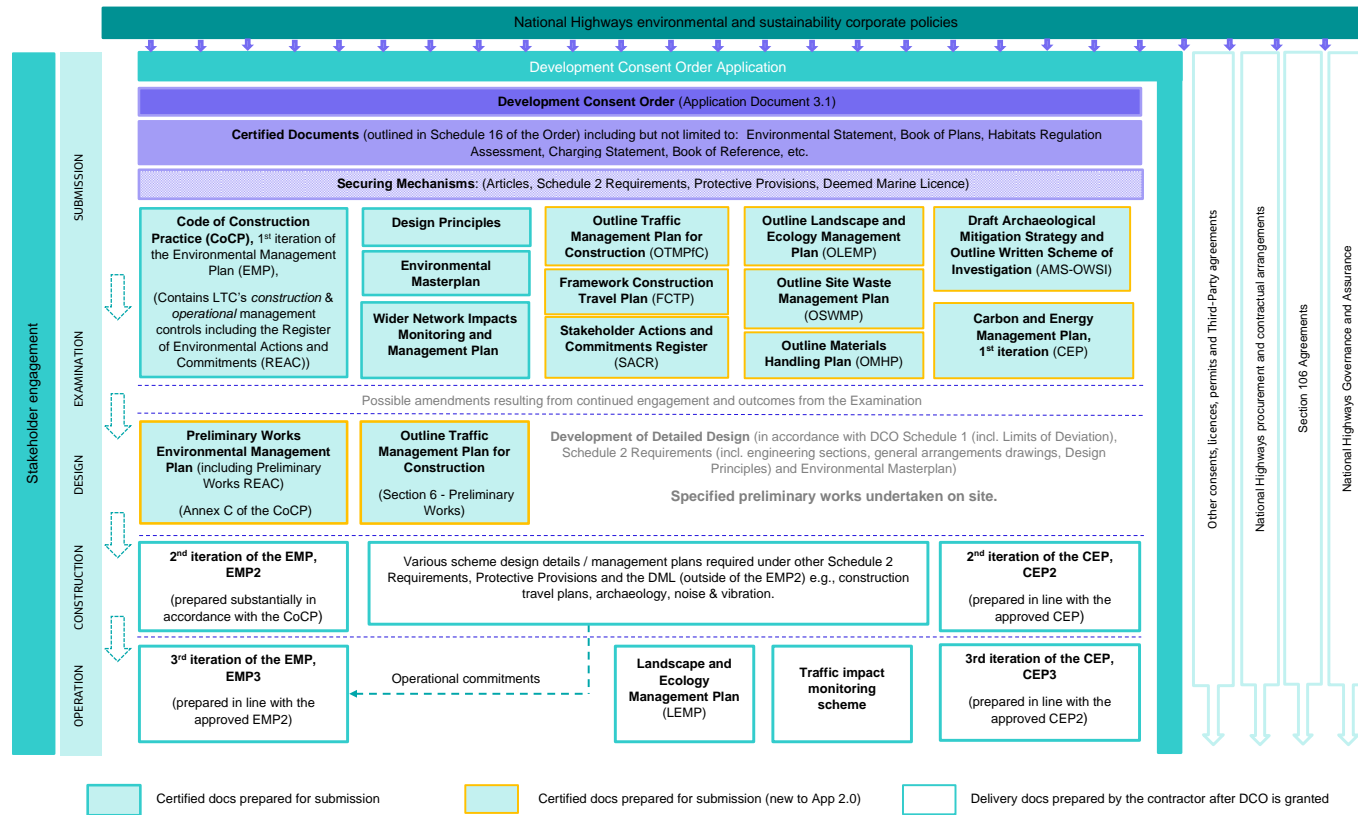 National Highways environmental and sustainability corporate policies
Development Consent Order Application
Development Consent Order (Application Document 3.1)
Certified Documents (outlined in Schedule 16 of the Order) including but not limited to: Environmental Statement, Book of Plans, Habitats Regulation
Assessment, Charging Statement, Book of Reference, etc.
Securing Mechanisms: (Articles, Schedule 2 Requirements, Protective Provisions, Deemed Marine Licence)
Stakeholder engagement
SUBMISSION
EXAMINATION
DESIGN
CONSTRUCTION
OPERATION
Code of Construction
Practice (CoCP), 1st iteration of
the Environmental Management
Plan (EMP),
(Contains LTC's construction &
operational management
controls including the Register
of Environmental Actions and
Commitments (REAC))
Design Principles
Environmental
Masterplan
Wider Network Impacts
Monitoring and
Management Plan
Outline Traffic
Management Plan for
Construction (OTMPfC)
Framework Construction
Travel Plan (FCTP)
Stakeholder Actions and
Commitments Register
(SACR)
Outline Landscape and
Ecology Management
Plan (OLEMP)
Outline Site Waste
Management Plan
(OSWMP)
Outline Materials
Handling Plan (OMHP)
Draft Archaeological
Mitigation Strategy and
Outline Written Scheme of
Investigation (AMS-OWSI)
Carbon and Energy
Management Plan,
1st iteration (CEP)
Possible amendments resulting from continued engagement and outcomes from the Examination
Preliminary Works
Environmental Management
Plan (including Preliminary
Works REAC)
(Annex C of the CoCP)
Outline Traffic
Management Plan for
Construction
(Section 6 - Preliminary
Works)
Development of Detailed Design (in accordance with DCO Schedule 1 (incl. Limits of Deviation),
Schedule 2 Requirements (incl. engineering sections, general arrangements drawings,
Design Principles) and Environmental Masterplan)
Specified preliminary works undertaken on site.
2nd iteration of the EMP,
EMP2
(prepared substantially in
accordance with the CoCP)
Various scheme design details / management plans required under other Schedule 2
Requirements, Protective Provisions and the DML (outside of the EMP2) e.g., construction
travel plans, archaeology, noise & vibration.
2nd iteration of the CEP,
CEP2
(prepared in line with the
approved CEP)
3rd iteration of the EMP,
EMP3
(prepared in line with the
approved EMP2)
Operational commitments
Landscape and
Ecology
Management Plan
(LEMP)
Traffic impact
monitoring
scheme
3rd iteration of the CEP,
CEP3
(prepared in line with the
approved CEP2)
Other consents, licences, permits and Third-Party agreements
National Highways procurement and contractual arrangements
Section 106 Agreements
National Highways Governance and Assurance
Certified docs prepared for submission
Certified docs prepared for submission (new to App 2.0)
Delivery docs prepared by the contractor after DCO is granted